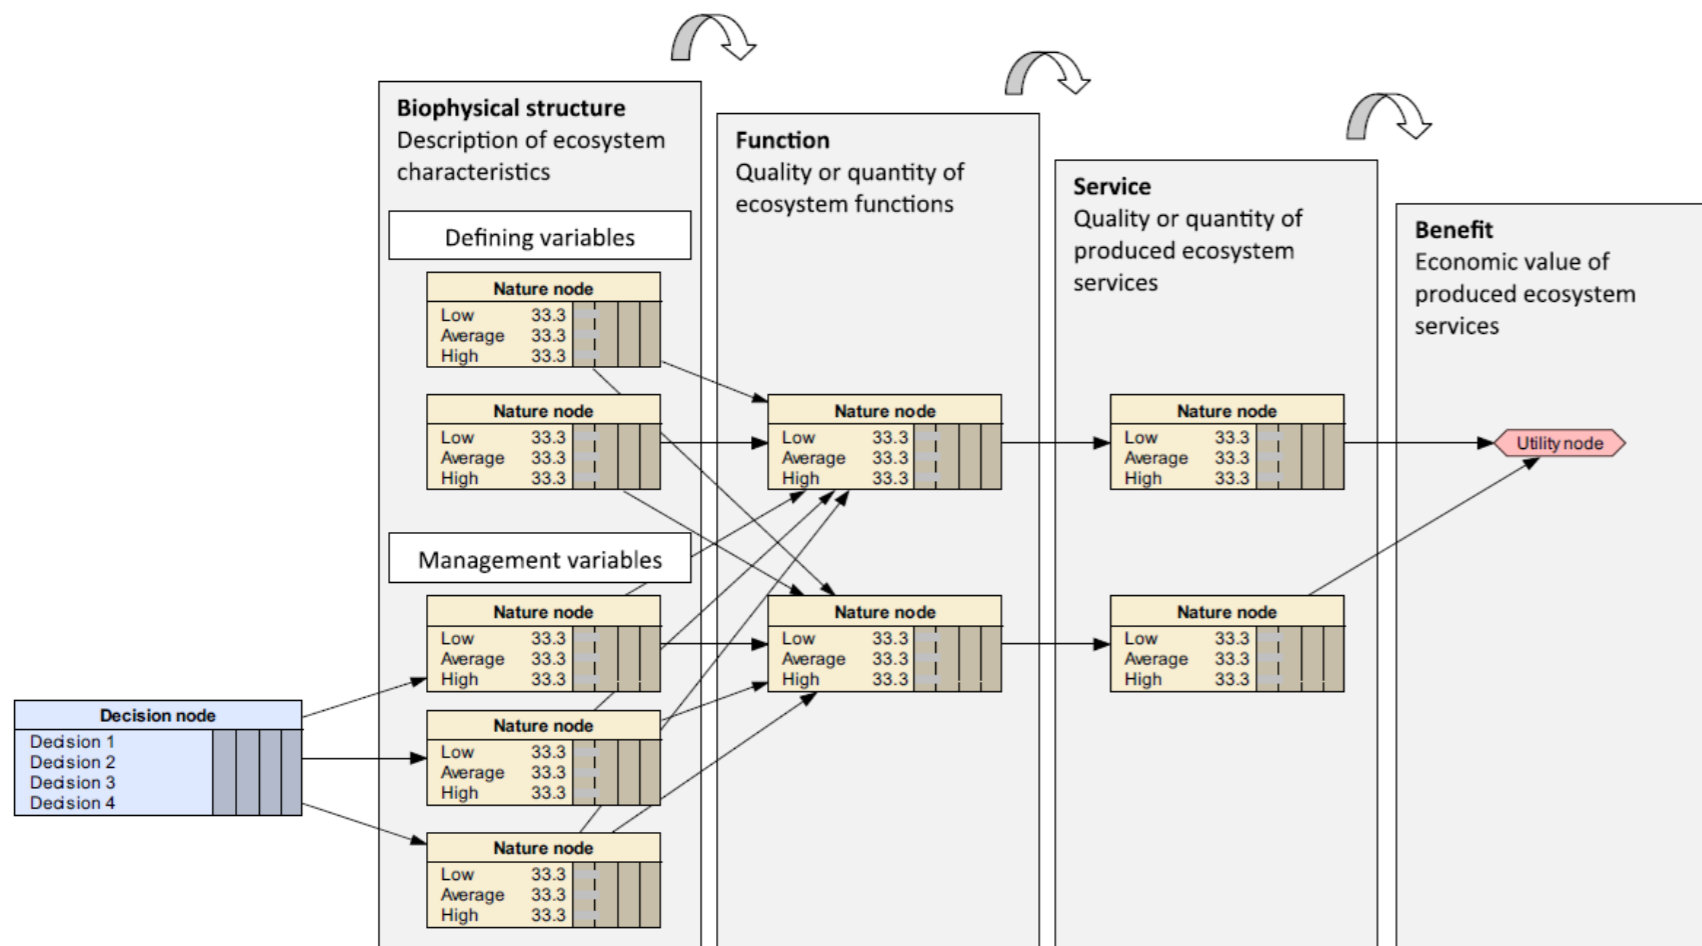 Biophysical structure
Description of ecosystem
characteristics
Defining variables
Nature node
Low 33.3
Average 33.3
High 33.3
Nature node
Low 33.3
Average 33.3
High 33.3
Management variables
Nature node
Low 33.3
Average 33.3
High 33.3
Nature node
Low 33.3
Average 33.3
High 33.3
Nature node
Low 33.3
Average 33.3
High 33.3
Decision node
Decision 1
Decision 2
Decision 3
Decision 4
Function
Quality or quantity of
ecosystem functions
Nature node
Low 33.3
Average 33.3
High 33.3
Nature node
Low 33.3
Average 33.3
High 33.3
Service
Quality or quantity of
produced ecosystem
services
Nature node
Low 33.3
Average 33.3
High 33.3
Nature node
Low 33.3
Average 33.3
High 33.3
Benefit
Economic value of
produced ecosystem
services
Utility node